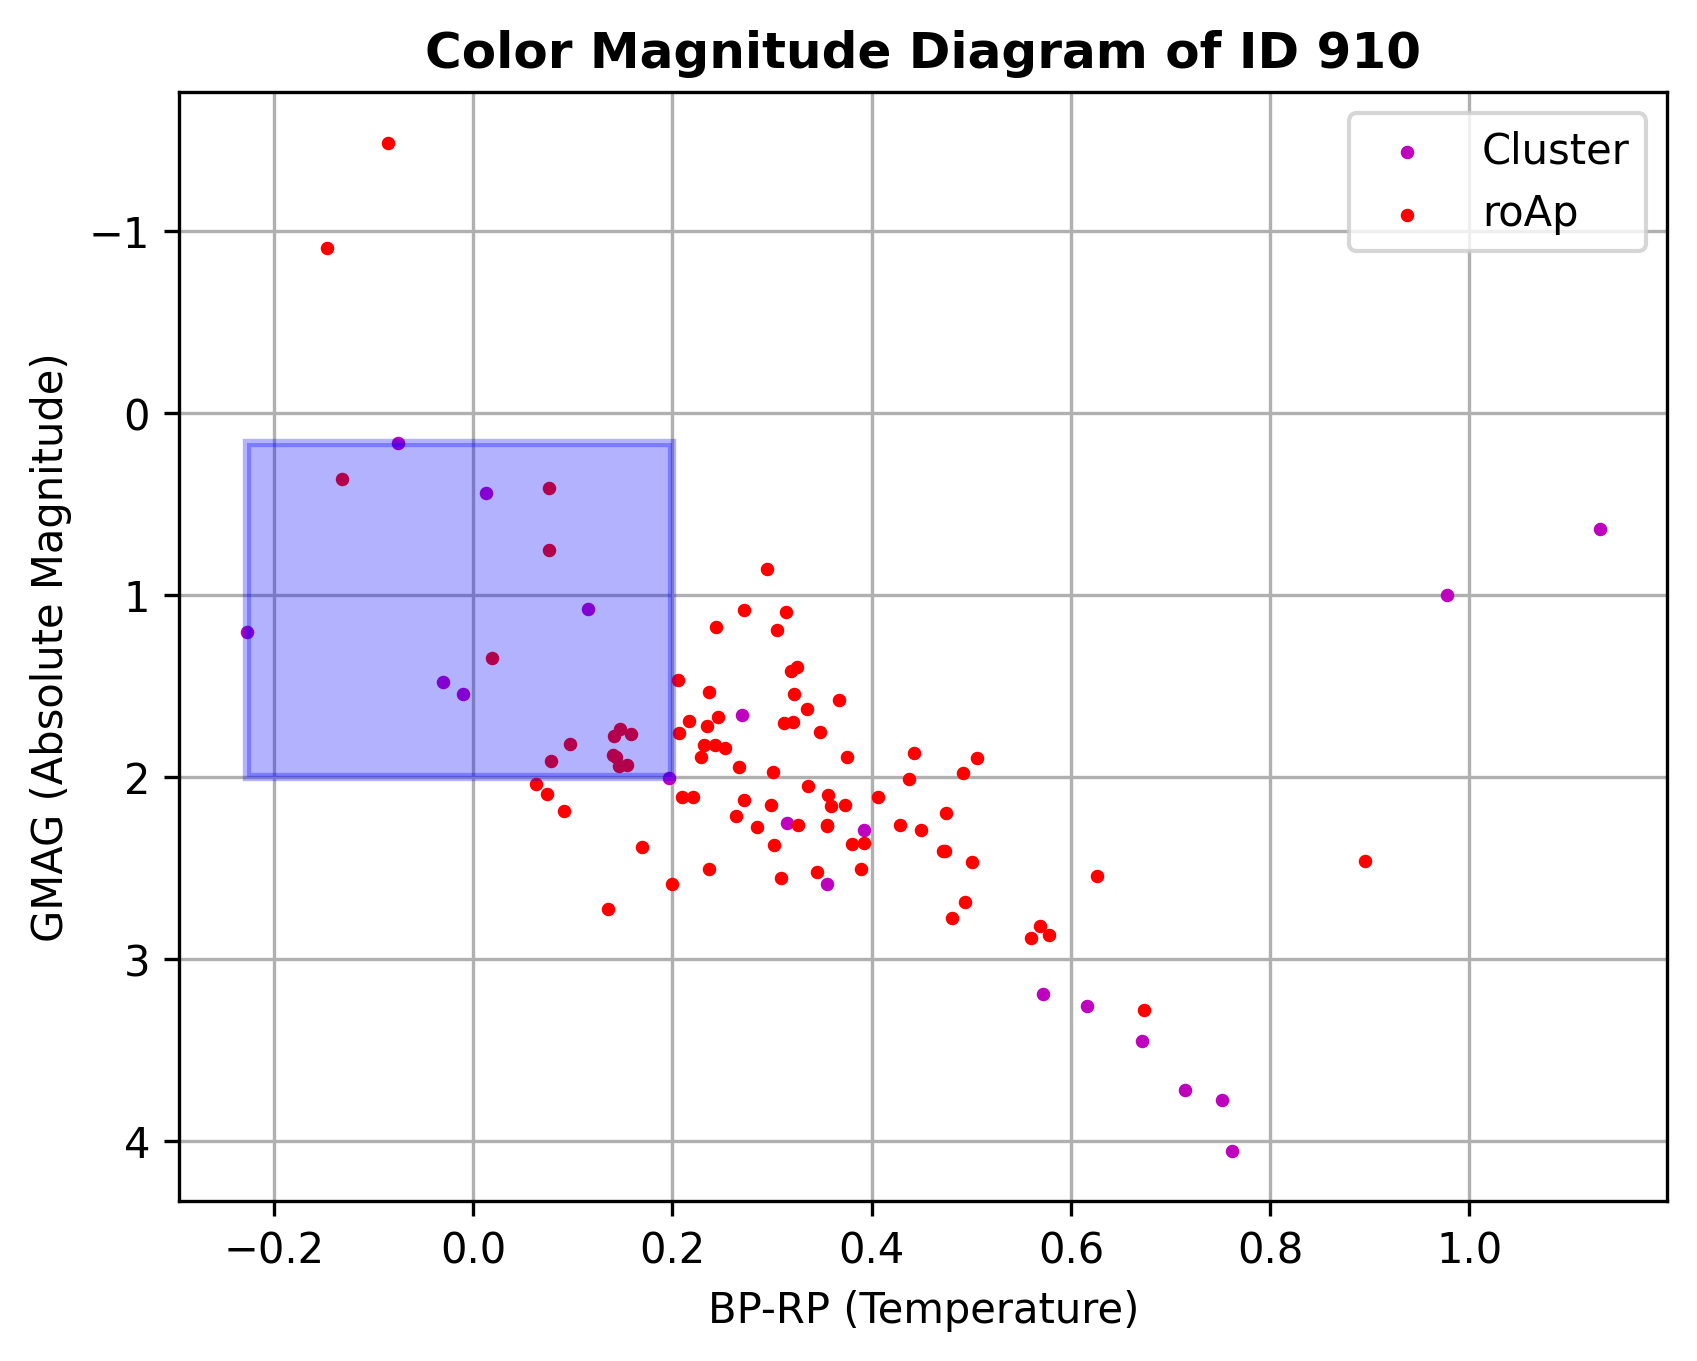 Color Magnitude Diagram of ID 910
Cluster
roAp
GMAG (Absolute Magnitude)
−1
0
1
2
3
4
−0.2
0.0
0.2
0.4
0.6
0.8
1.0
BP-RP (Temperature)